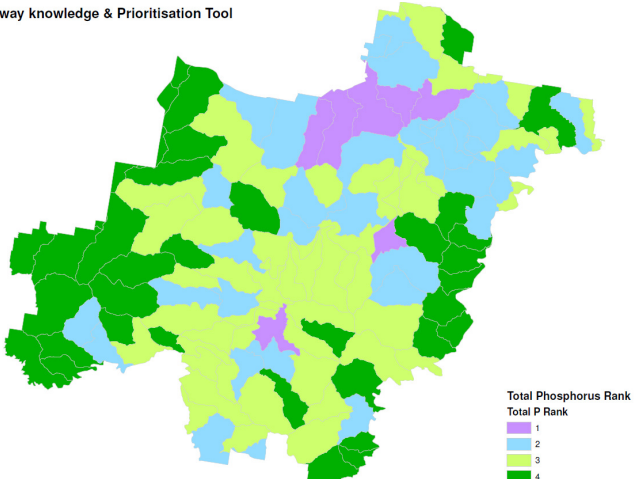 way knowledge & Prioritisation Tool
Total Phosphorus Rank
Total P Rank
1
2
3
4